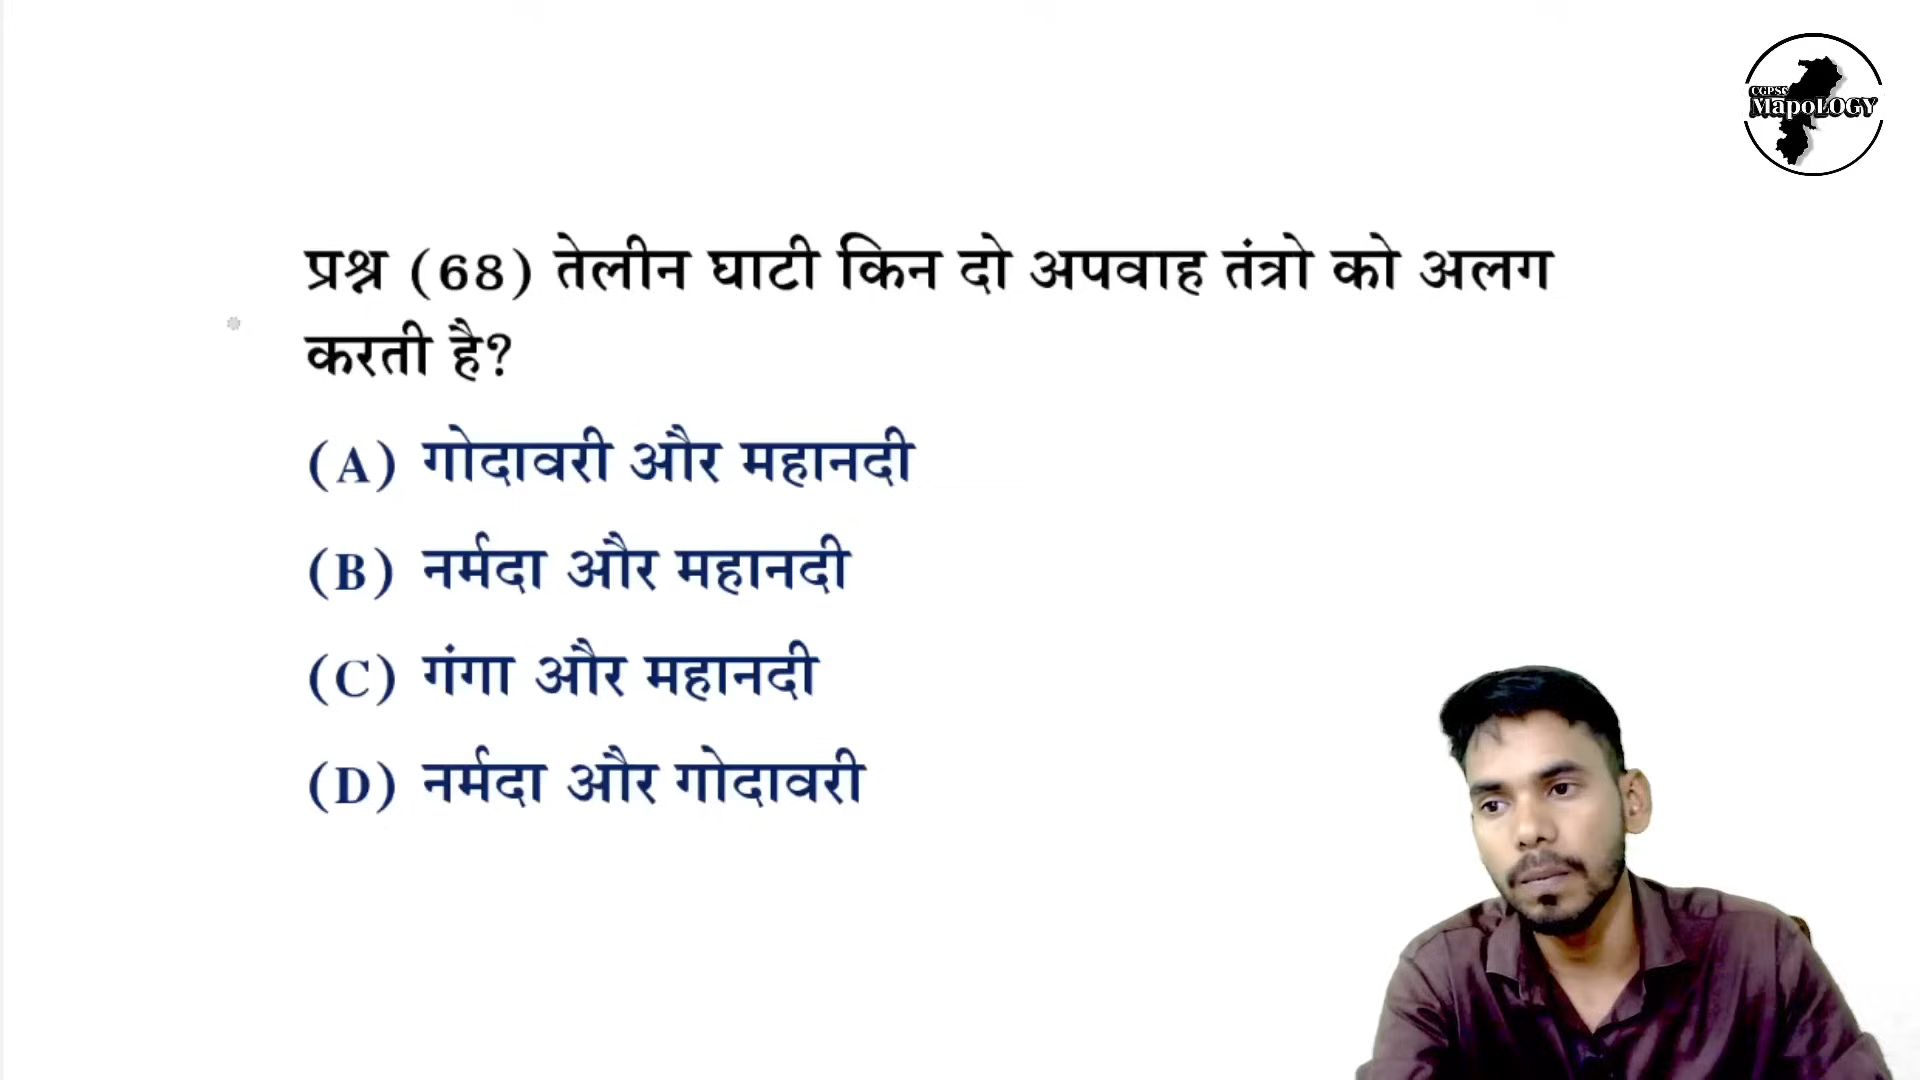 CGPSC
MapoLOGY
प्रश्न (68) तेलीन घाटी किन दो अपवाह तंत्रो को अलग
करती है?
(A) गोदावरी और महानदी
(B) नर्मदा और महानदी
(C) गंगा और महानदी
(D) नर्मदा और गोदावरी